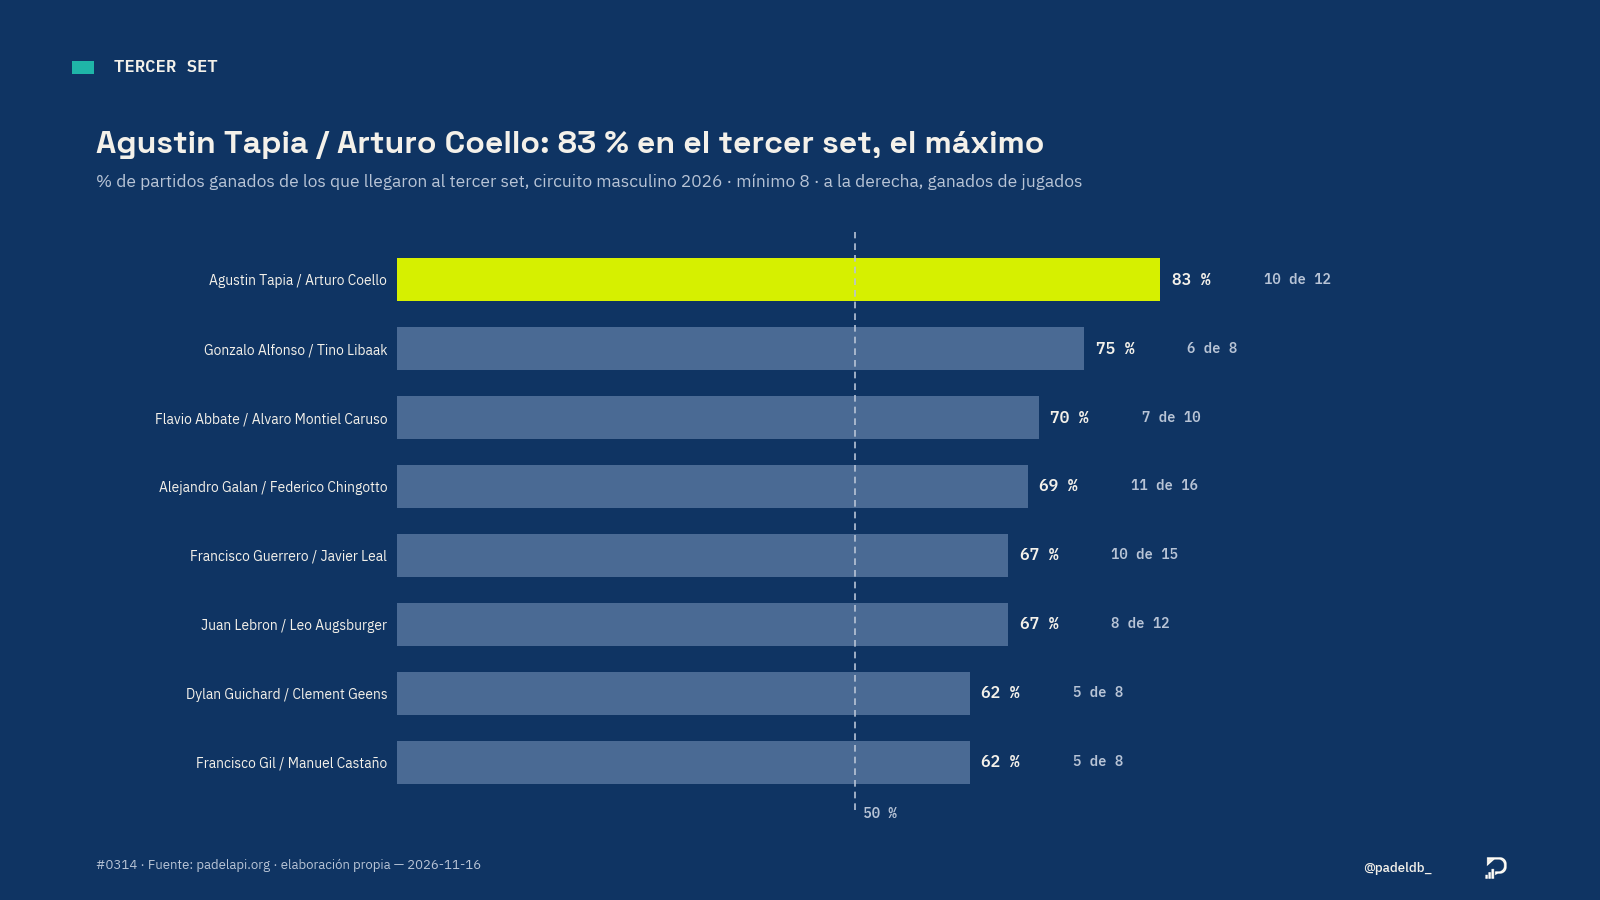 TERCER SET
Agustin Tapia / Arturo Coello: 83 % en el tercer set, el máximo
% de partidos ganados de los que llegaron al tercer set, circuito masculino 2026 · mínimo 8 · a la derecha, ganados de jugados
Agustin Tapia / Arturo Coello 83 % 10 de 12
Gonzalo Alfonso / Tino Libaak 75 % 6 de 8
Flavio Abbate / Alvaro Montiel Caruso 70 % 7 de 10
Alejandro Galan / Federico Chingotto 69 % 11 de 16
Francisco Guerrero / Javier Leal 67 % 10 de 15
Juan Lebron / Leo Augsburger 67 % 8 de 12
Dylan Guichard / Clement Geens 62 % 5 de 8
Francisco Gil / Manuel Castaño 62 % 5 de 8
50 %
#0314 · Fuente: padelapi.org · elaboración propia — 2026-11-16
@padeldb_